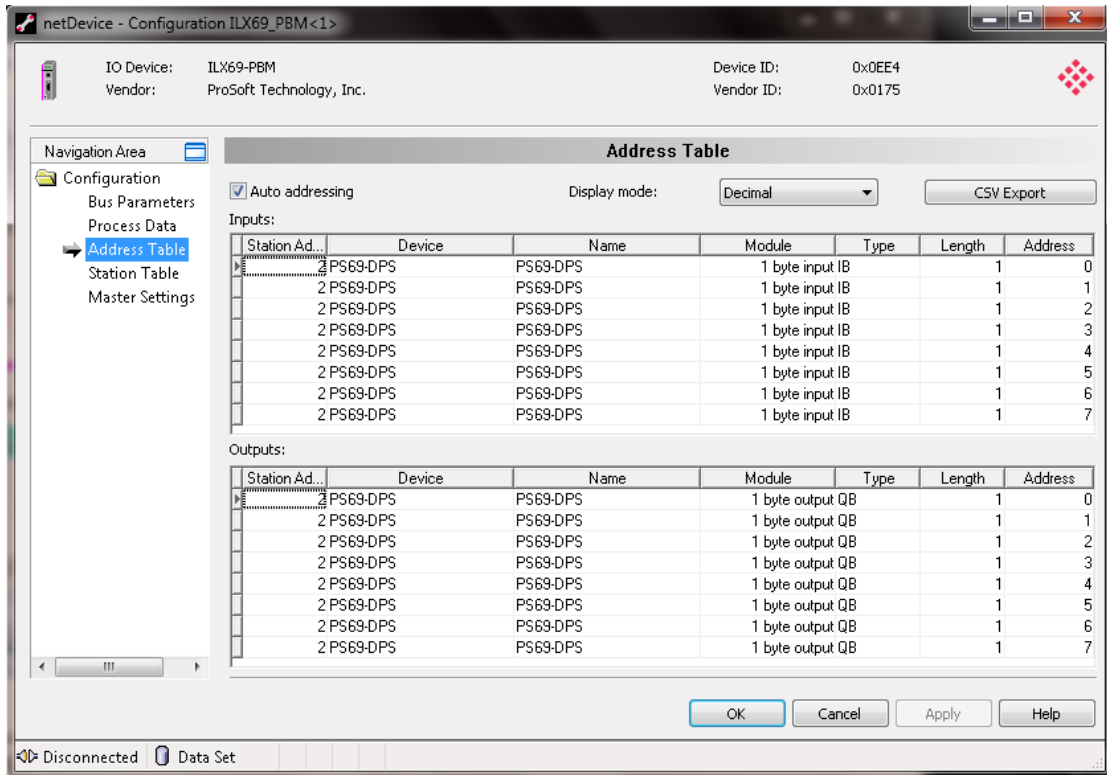 netDevice - Configuration ILX69_PBM<1>
IO Device: ILX69-PBM Device ID: 0x0EE4
Vendor: ProSoft Technology, Inc. Vendor ID: 0x0175
Navigation Area
Configuration
Bus Parameters
Process Data
Address Table
Station Table
Master Settings
Address Table
Auto addressing Display mode: Decimal CSV Export
Inputs:
Station Ad... Device Name Module Type Length Address
2 PS69-DPS PS69-DPS 1 byte input IB 1 0
2 PS69-DPS PS69-DPS 1 byte input IB 1 1
2 PS69-DPS PS69-DPS 1 byte input IB 1 2
2 PS69-DPS PS69-DPS 1 byte input IB 1 3
2 PS69-DPS PS69-DPS 1 byte input IB 1 4
2 PS69-DPS PS69-DPS 1 byte input IB 1 5
2 PS69-DPS PS69-DPS 1 byte input IB 1 6
2 PS69-DPS PS69-DPS 1 byte input IB 1 7
Outputs:
Station Ad... Device Name Module Type Length Address
2 PS69-DPS PS69-DPS 1 byte output QB 1 0
2 PS69-DPS PS69-DPS 1 byte output QB 1 1
2 PS69-DPS PS69-DPS 1 byte output QB 1 2
2 PS69-DPS PS69-DPS 1 byte output QB 1 3
2 PS69-DPS PS69-DPS 1 byte output QB 1 4
2 PS69-DPS PS69-DPS 1 byte output QB 1 5
2 PS69-DPS PS69-DPS 1 byte output QB 1 6
2 PS69-DPS PS69-DPS 1 byte output QB 1 7
OK Cancel Apply Help
Disconnected Data Set